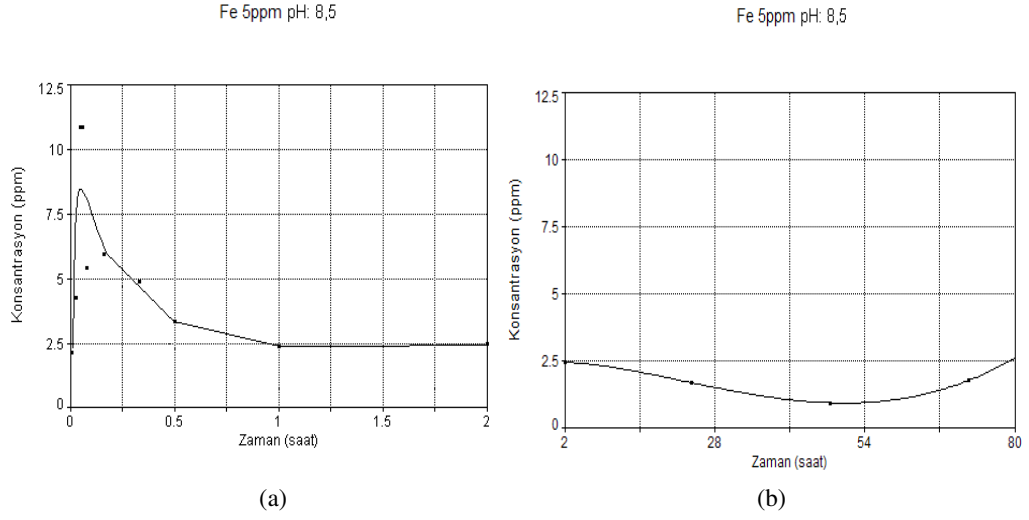 Fe 5ppm pH: 8,5
12.5
10
7.5
5
2.5
0
Konsantrasyon (ppm)
0 0.5 1 1.5 2
Zaman (saat)
(a)
Fe 5ppm pH: 8,5
12.5
10
5
2.5
0
Konsantrasyon (ppm)
2 28 54 80
Zaman (saat)
(b)